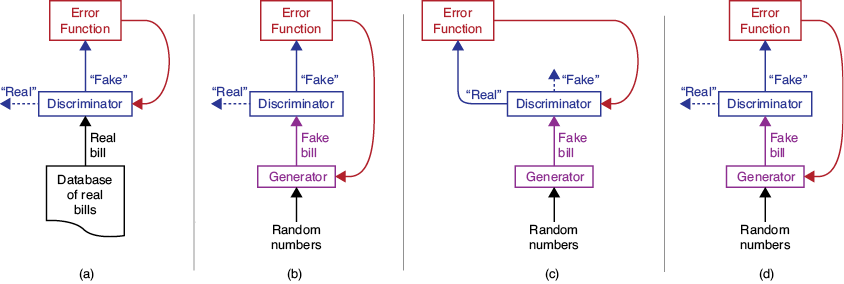 Error
Function
"Fake"
"Real"
Discriminator
Real
bill
Database
of real
bills
(a)
Error
Function
"Fake"
"Real"
Discriminator
Fake
bill
Generator
Random
numbers
(b)
Error
Function
"Real"
"Fake"
Discriminator
Fake
bill
Generator
Random
numbers
(c)
Error
Function
"Fake"
"Real"
Discriminator
Fake
bill
Generator
Random
numbers
(d)